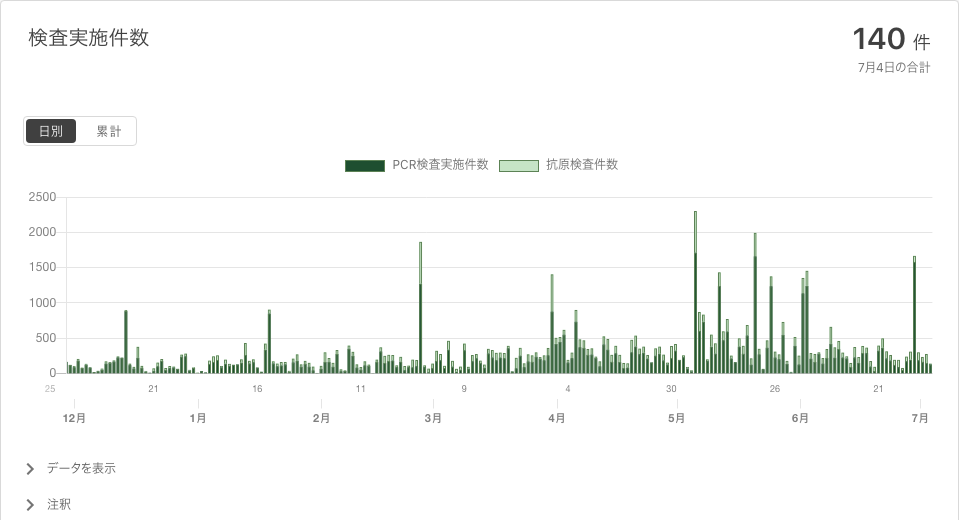 検査実施件数
140 件
7月4日の合計
日別 累計
PCR検査実施件数 抗原検査件数
2500
2000
1500
1000
500
0
25 21 16 11 9 4 30 26 21
12月 1月 2月 3月 4月 5月 6月 7月
データを表示
注釈